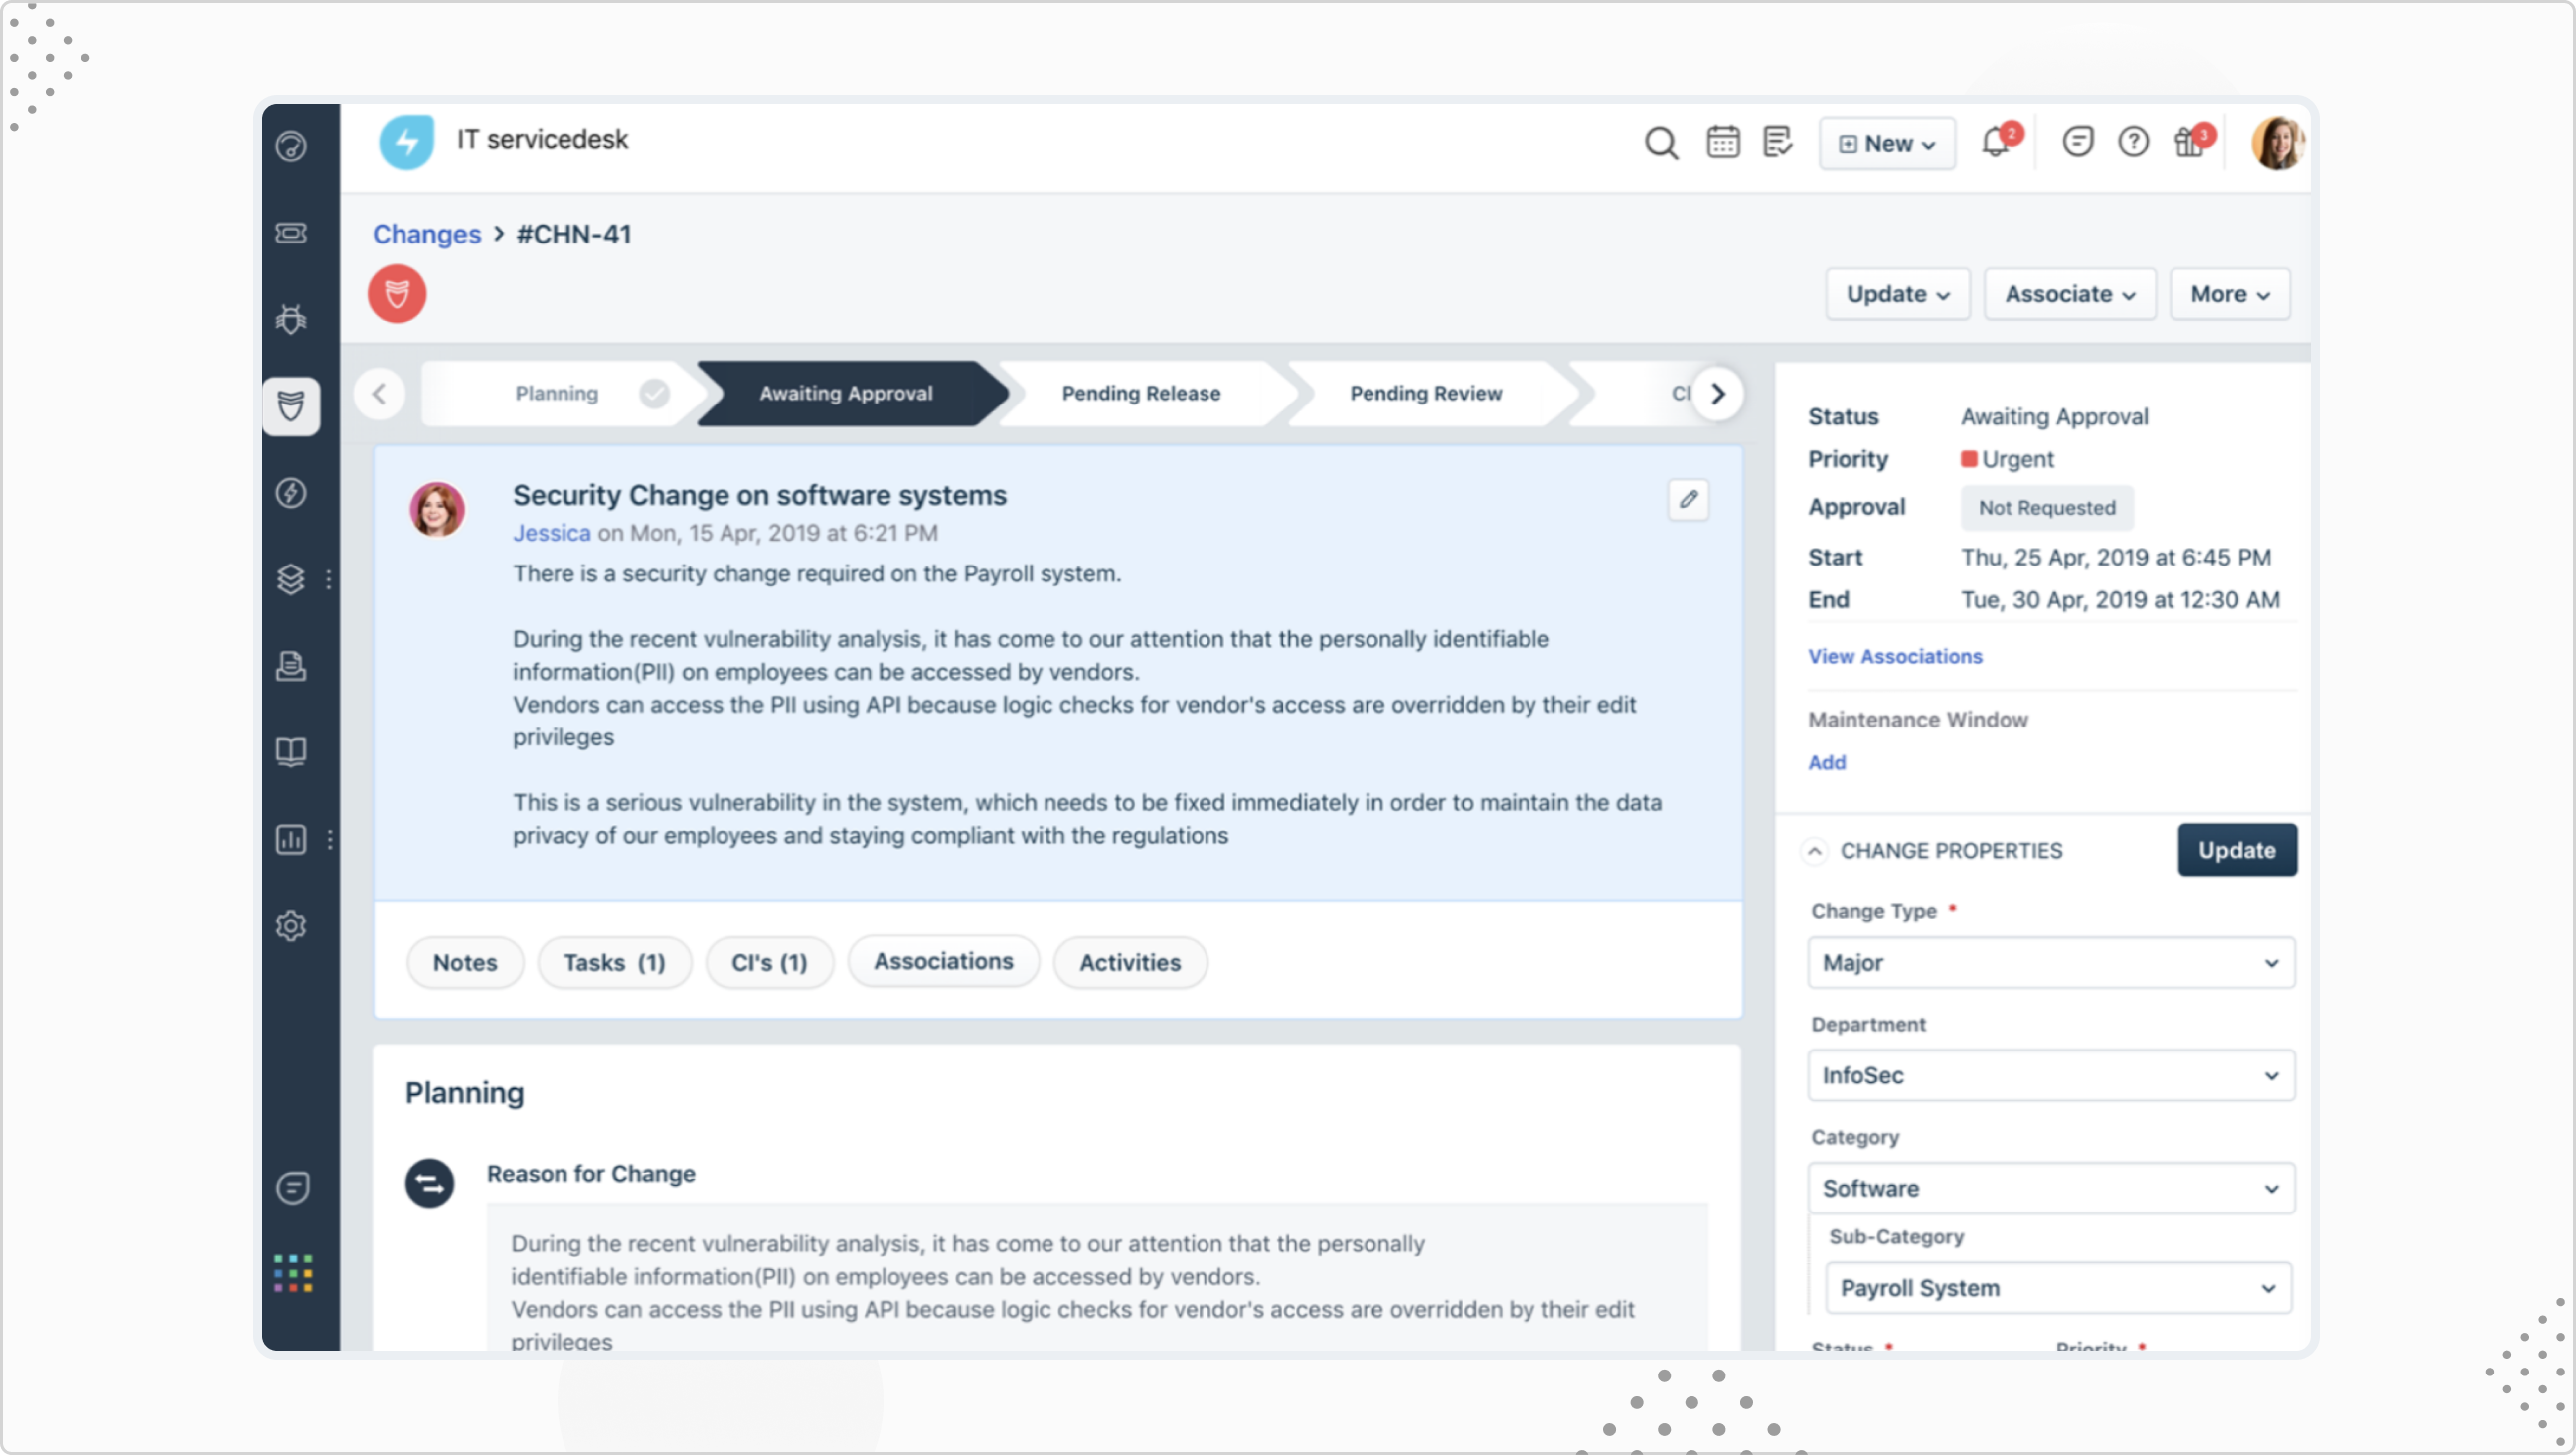 IT servicedesk
New
2
3
Changes > #CHN-41
Update
Associate
More
Planning
Awaiting Approval
Pending Release
Pending Review
Security Change on software systems
Jessica on Mon, 15 Apr, 2019 at 6:21 PM
There is a security change required on the Payroll system.
During the recent vulnerability analysis, it has come to our attention that the personally identifiable
information(PII) on employees can be accessed by vendors.
Vendors can access the PII using API because logic checks for vendor's access are overridden by their edit
privileges
This is a serious vulnerability in the system, which needs to be fixed immediately in order to maintain the data
privacy of our employees and staying compliant with the regulations
Notes
Tasks (1)
CI's (1)
Associations
Activities
Planning
Reason for Change
During the recent vulnerability analysis, it has come to our attention that the personally
identifiable information(PII) on employees can be accessed by vendors.
Vendors can access the PII using API because logic checks for vendor's access are overridden by their edit
privileges
Status Awaiting Approval
Priority Urgent
Approval Not Requested
Start Thu, 25 Apr, 2019 at 6:45 PM
End Tue, 30 Apr, 2019 at 12:30 AM
View Associations
Maintenance Window
Add
CHANGE PROPERTIES
Update
Change Type *
Major
Department
InfoSec
Category
Software
Sub-Category
Payroll System
Status * Priority *